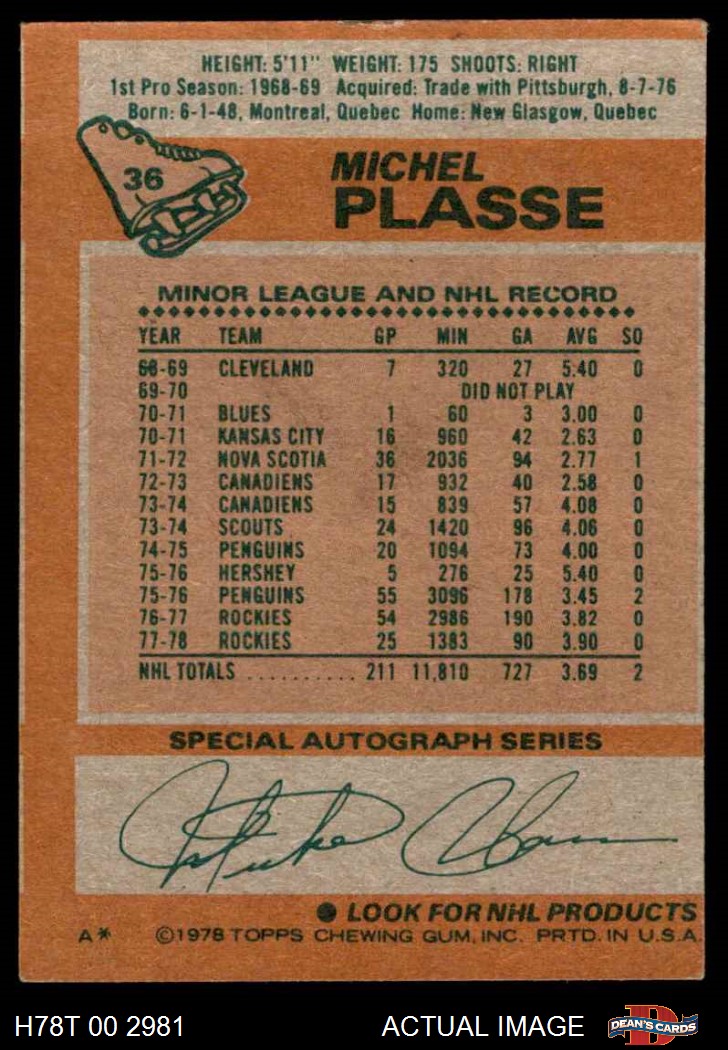 HEIGHT: 5'11" WEIGHT: 175 SHOOTS: RIGHT
1st Pro Season: 1968-69 Acquired: Trade with Pittsburgh, 8-7-76
Born: 6-1-48, Montreal, Quebec Home: New Glasgow, Quebec
36
MICHEL
PLASSE
MINOR LEAGUE AND NHL RECORD
YEAR TEAM GP MIN GA AVG SO
68-69 CLEVELAND 7 320 27 5.40 0
69-70 DID NOT PLAY
70-71 BLUES 1 60 3 3.00 0
70-71 KANSAS CITY 16 960 42 2.63 0
71-72 NOVA SCOTIA 36 2036 94 2.77 1
72-73 CANADIENS 17 932 40 2.58 0
73-74 CANADIENS 15 839 57 4.08 0
73-74 SCOUTS 24 1420 96 4.06 0
74-75 PENGUINS 20 1094 73 4.00 0
75-76 HERSHEY 5 276 25 5.40 0
75-76 PENGUINS 55 3096 178 3.45 2
76-77 ROCKIES 54 2986 190 3.82 0
77-78 ROCKIES 25 1383 90 3.90 0
NHL TOTALS .......... 211 11,810 727 3.69 2
SPECIAL AUTOGRAPH SERIES
● LOOK FOR NHL PRODUCTS
A* ©1978 TOPPS CHEWING GUM, INC. PRTD. IN U.S.A.
H78T 00 2981 ACTUAL IMAGE DEAN'S CARDS